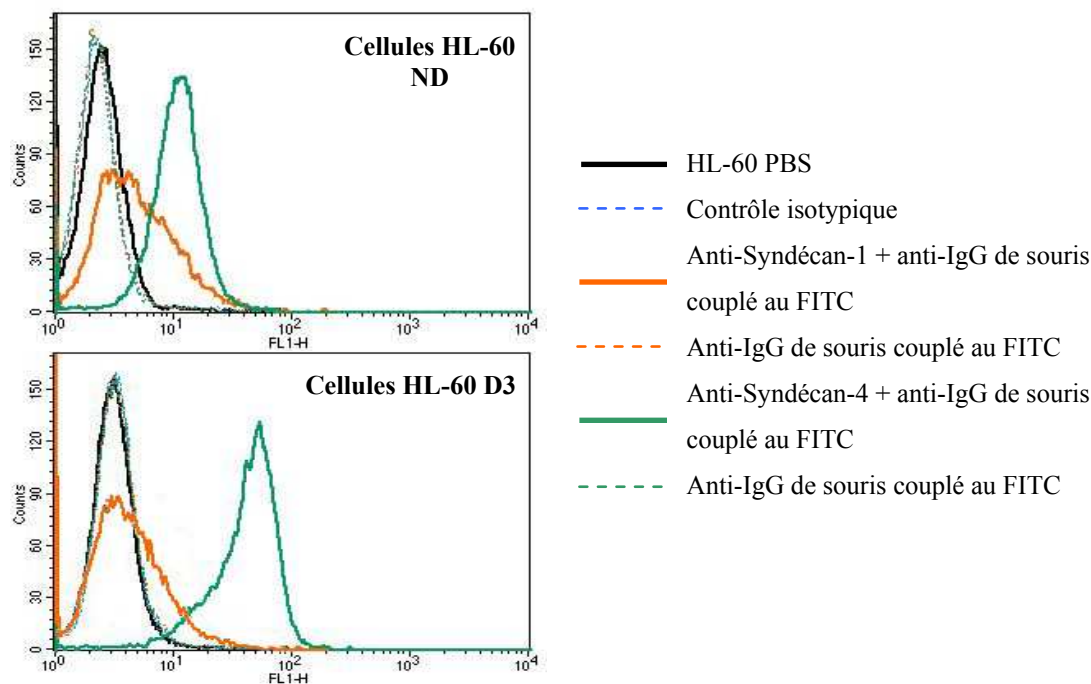 Cellules HL-60
ND
Counts
150
120
90
60
30
0
10⁰
10¹
10²
10³
10⁴
FL1-H
Cellules HL-60 D3
Counts
150
120
90
60
30
0
10⁰
10¹
10²
10³
10⁴
FL1-H
HL-60 PBS
Contrôle isotypique
Anti-Syndécan-1 + anti-IgG de souris
couplé au FITC
Anti-IgG de souris couplé au FITC
Anti-Syndécan-4 + anti-IgG de souris
couplé au FITC
Anti-IgG de souris couplé au FITC